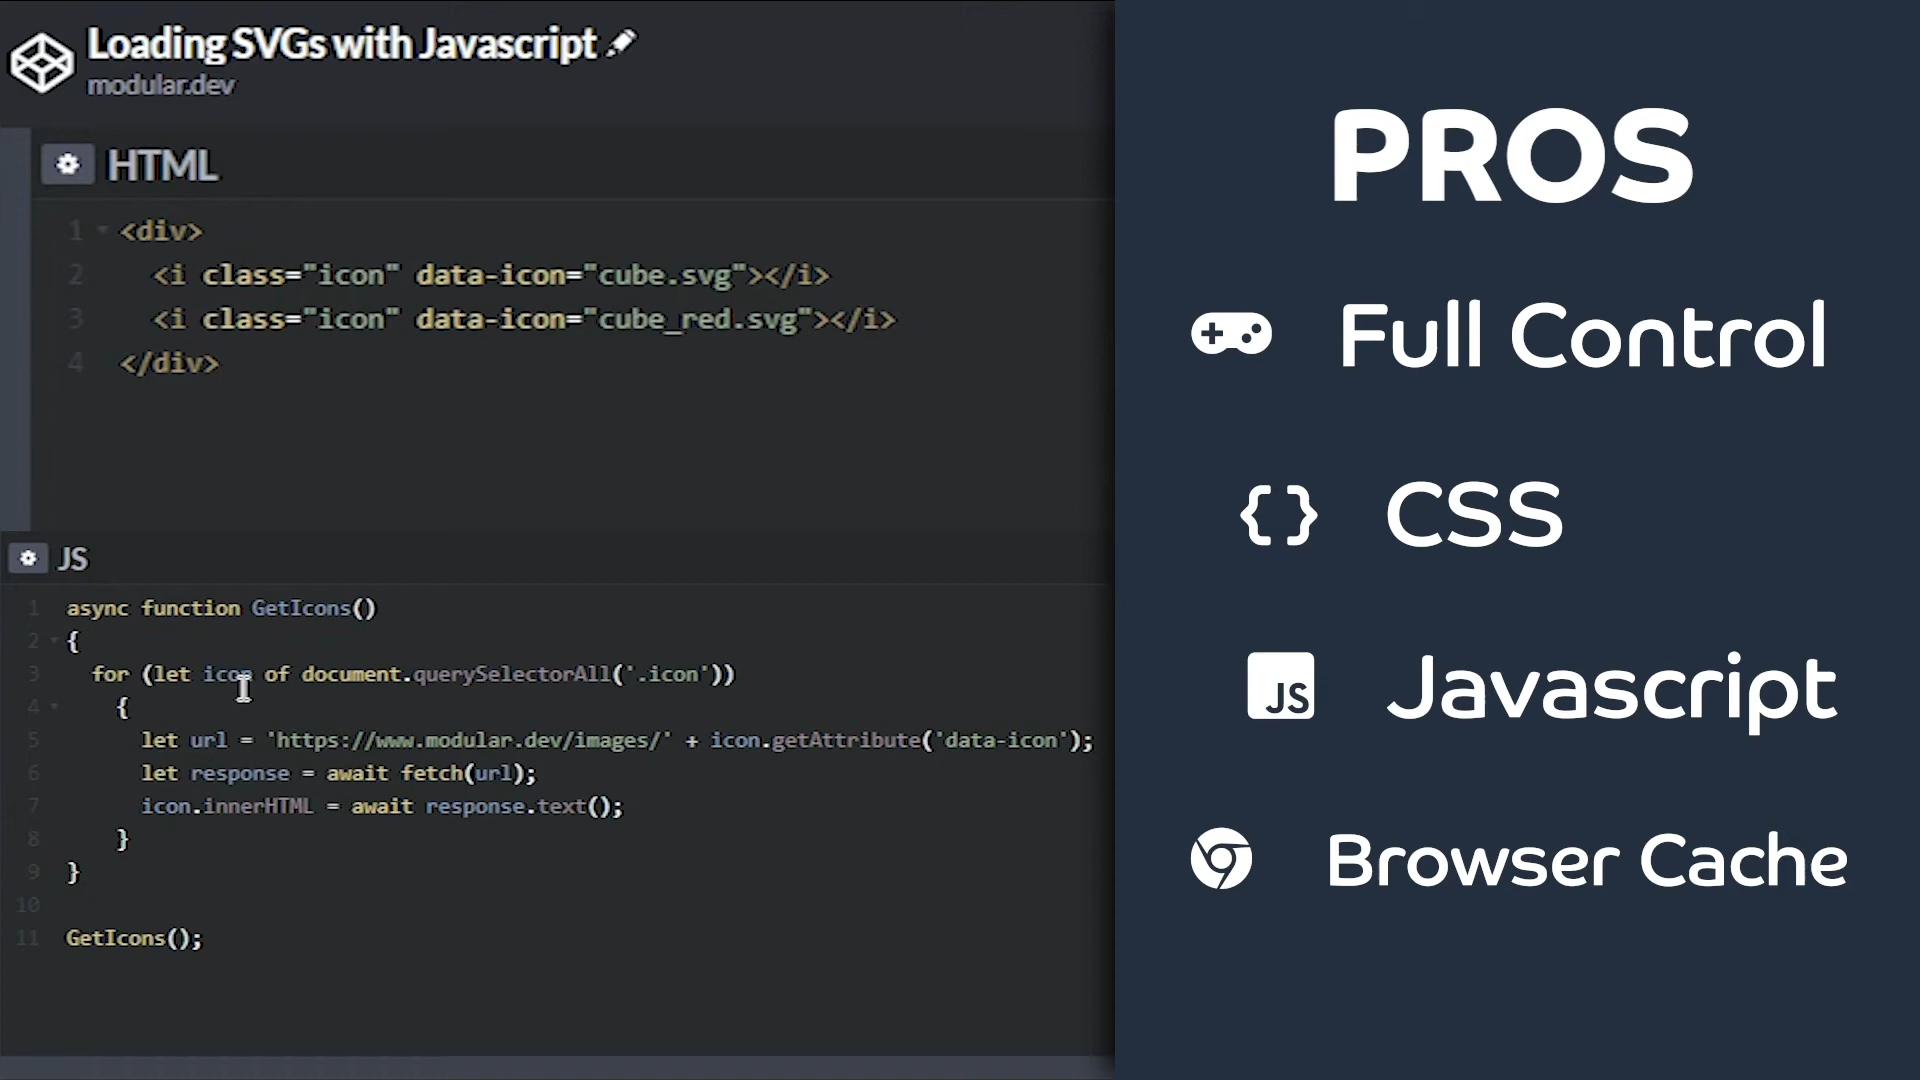 Loading SVGs with Javascript
modular.dev
HTML
1 <div>
2 <i class="icon" data-icon="cube.svg"></i>
3 <i class="icon" data-icon="cube_red.svg"></i>
4 </div>
JS
1 async function GetIcons()
2 {
3 for (let icon of document.querySelectorAll('.icon'))
4 {
5 let url = 'https://www.modular.dev/images/' + icon.getAttribute('data-icon');
6 let response = await fetch(url);
7 icon.innerHTML = await response.text();
8 }
9 }
10
11 GetIcons();
PROS
Full Control
{} CSS
JS Javascript
Browser Cache